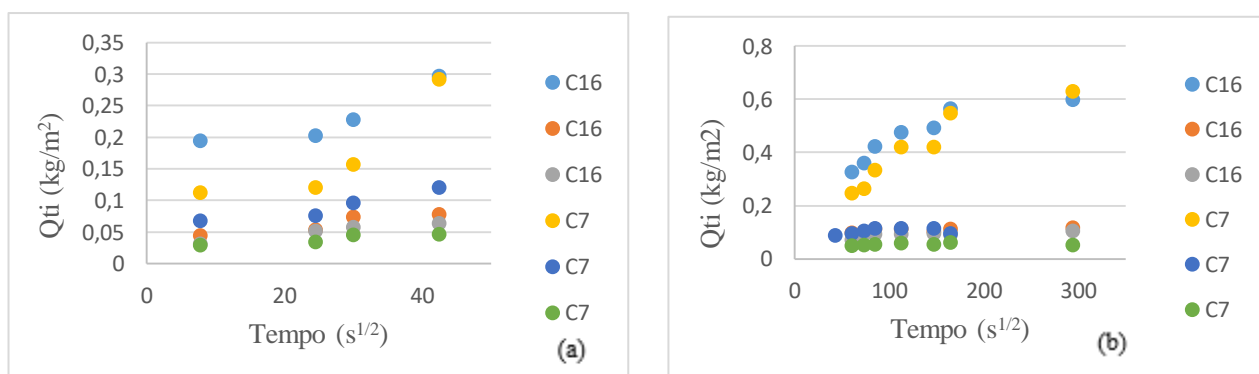 0,35
0,3
0,25
0,2
0,15
0,1
0,05
0
Qti (kg/m²)
0 20 40
Tempo (s^1/2)
C16
C16
C16
C7
C7
C7
(a)
0,8
0,6
0,4
0,2
0
Qti (kg/m2)
0 100 200 300
Tempo (s^1/2)
C16
C16
C16
C7
C7
C7
(b)